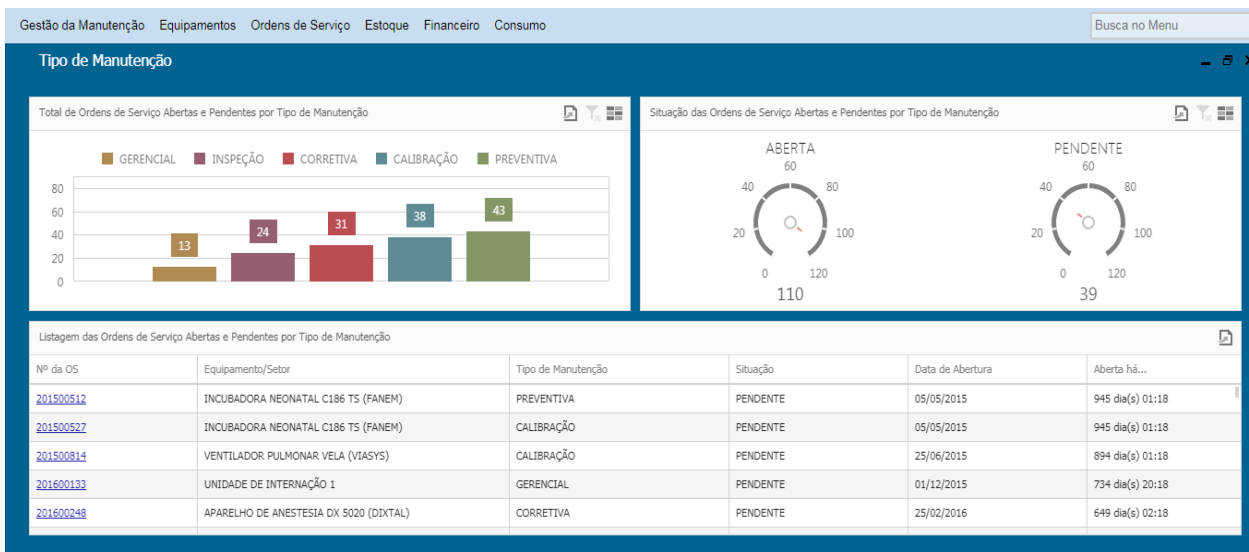 Gestão da Manutenção Equipamentos Ordens de Serviço Estoque Financeiro Consumo Busca no Menu
Tipo de Manutenção
Total de Ordens de Serviço Abertas e Pendentes por Tipo de Manutenção
GERENCIAL INSPEÇÃO CORRETIVA CALIBRAÇÃO PREVENTIVA
80
60
40
20
0
13 24 31 38 43
Situação das Ordens de Serviço Abertas e Pendentes por Tipo de Manutenção
ABERTA
60
40 80
20 100
0 120
110
PENDENTE
60
40 80
20 100
0 120
39
Listagem das Ordens de Serviço Abertas e Pendentes por Tipo de Manutenção
Nº da OS Equipamento/Setor Tipo de Manutenção Situação Data de Abertura Aberta há...
201500512 INCUBADORA NEONATAL C186 TS (FANEM) PREVENTIVA PENDENTE 05/05/2015 945 dia(s) 01:18
201500527 INCUBADORA NEONATAL C186 TS (FANEM) CALIBRAÇÃO PENDENTE 05/05/2015 945 dia(s) 01:18
201500814 VENTILADOR PULMONAR VELA (VIASYS) CALIBRAÇÃO PENDENTE 25/06/2015 894 dia(s) 01:18
201600133 UNIDADE DE INTERNAÇÃO 1 GERENCIAL PENDENTE 01/12/2015 734 dia(s) 20:18
201600248 APARELHO DE ANESTESIA DX 5020 (DIXTAL) CORRETIVA PENDENTE 25/02/2016 649 dia(s) 02:18